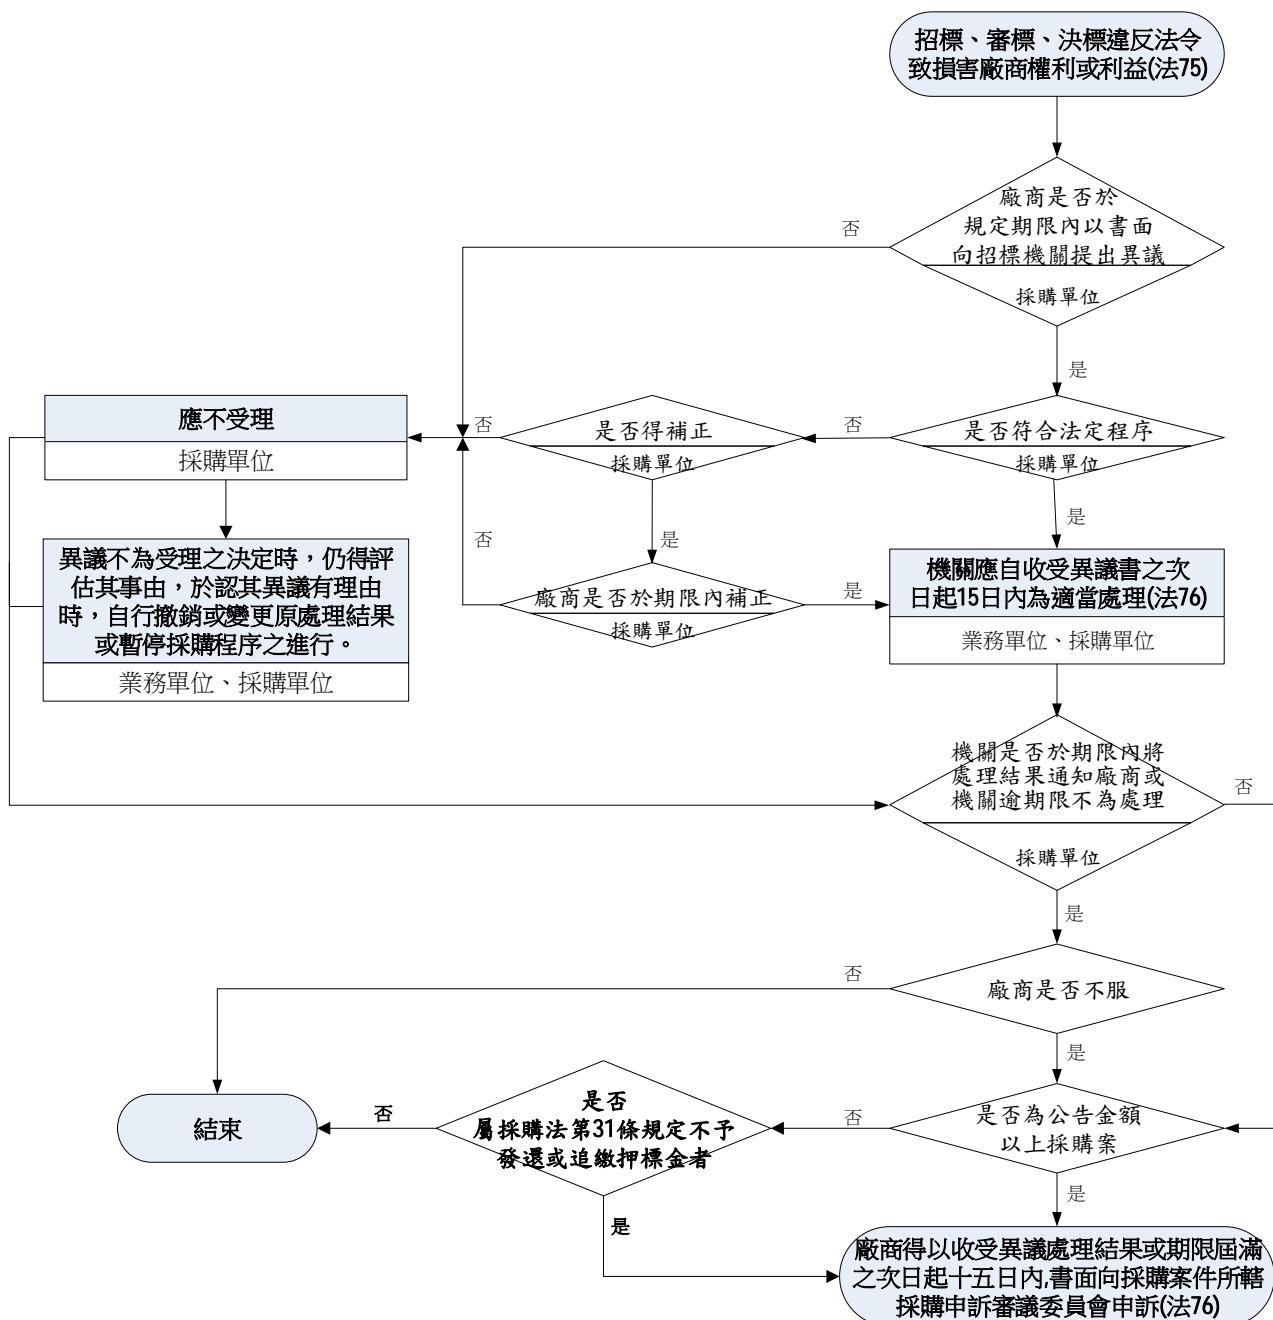 招標、審標、決標違反法令
致損害廠商權利或利益(法75)
廠商是否於
規定期限內以書面
向招標機關提出異議
採購單位
否
是
是否符合法定程序
採購單位
否
是
是否得補正
採購單位
否
是
應不受理
採購單位
異議不為受理之決定時，仍得評
估其事由，於認其異議有理由
時，自行撤銷或變更原處理結果
或暫停採購程序之進行。
業務單位、採購單位
廠商是否於期限內補正
採購單位
否
是
機關應自收受異議書之次
日起15日內為適當處理(法76)
業務單位、採購單位
機關是否於期限內將
處理結果通知廠商或
機關逾期限不為處理
採購單位
否
是
廠商是否不服
否
是
是否為公告金額
以上採購案
否
是
是否
屬採購法第31條規定不予
發還或追繳押標金者
否
是
結束
廠商得以收受異議處理結果或期限屆滿
之次日起十五日內,書面向採購案件所轄
採購申訴審議委員會申訴(法76)